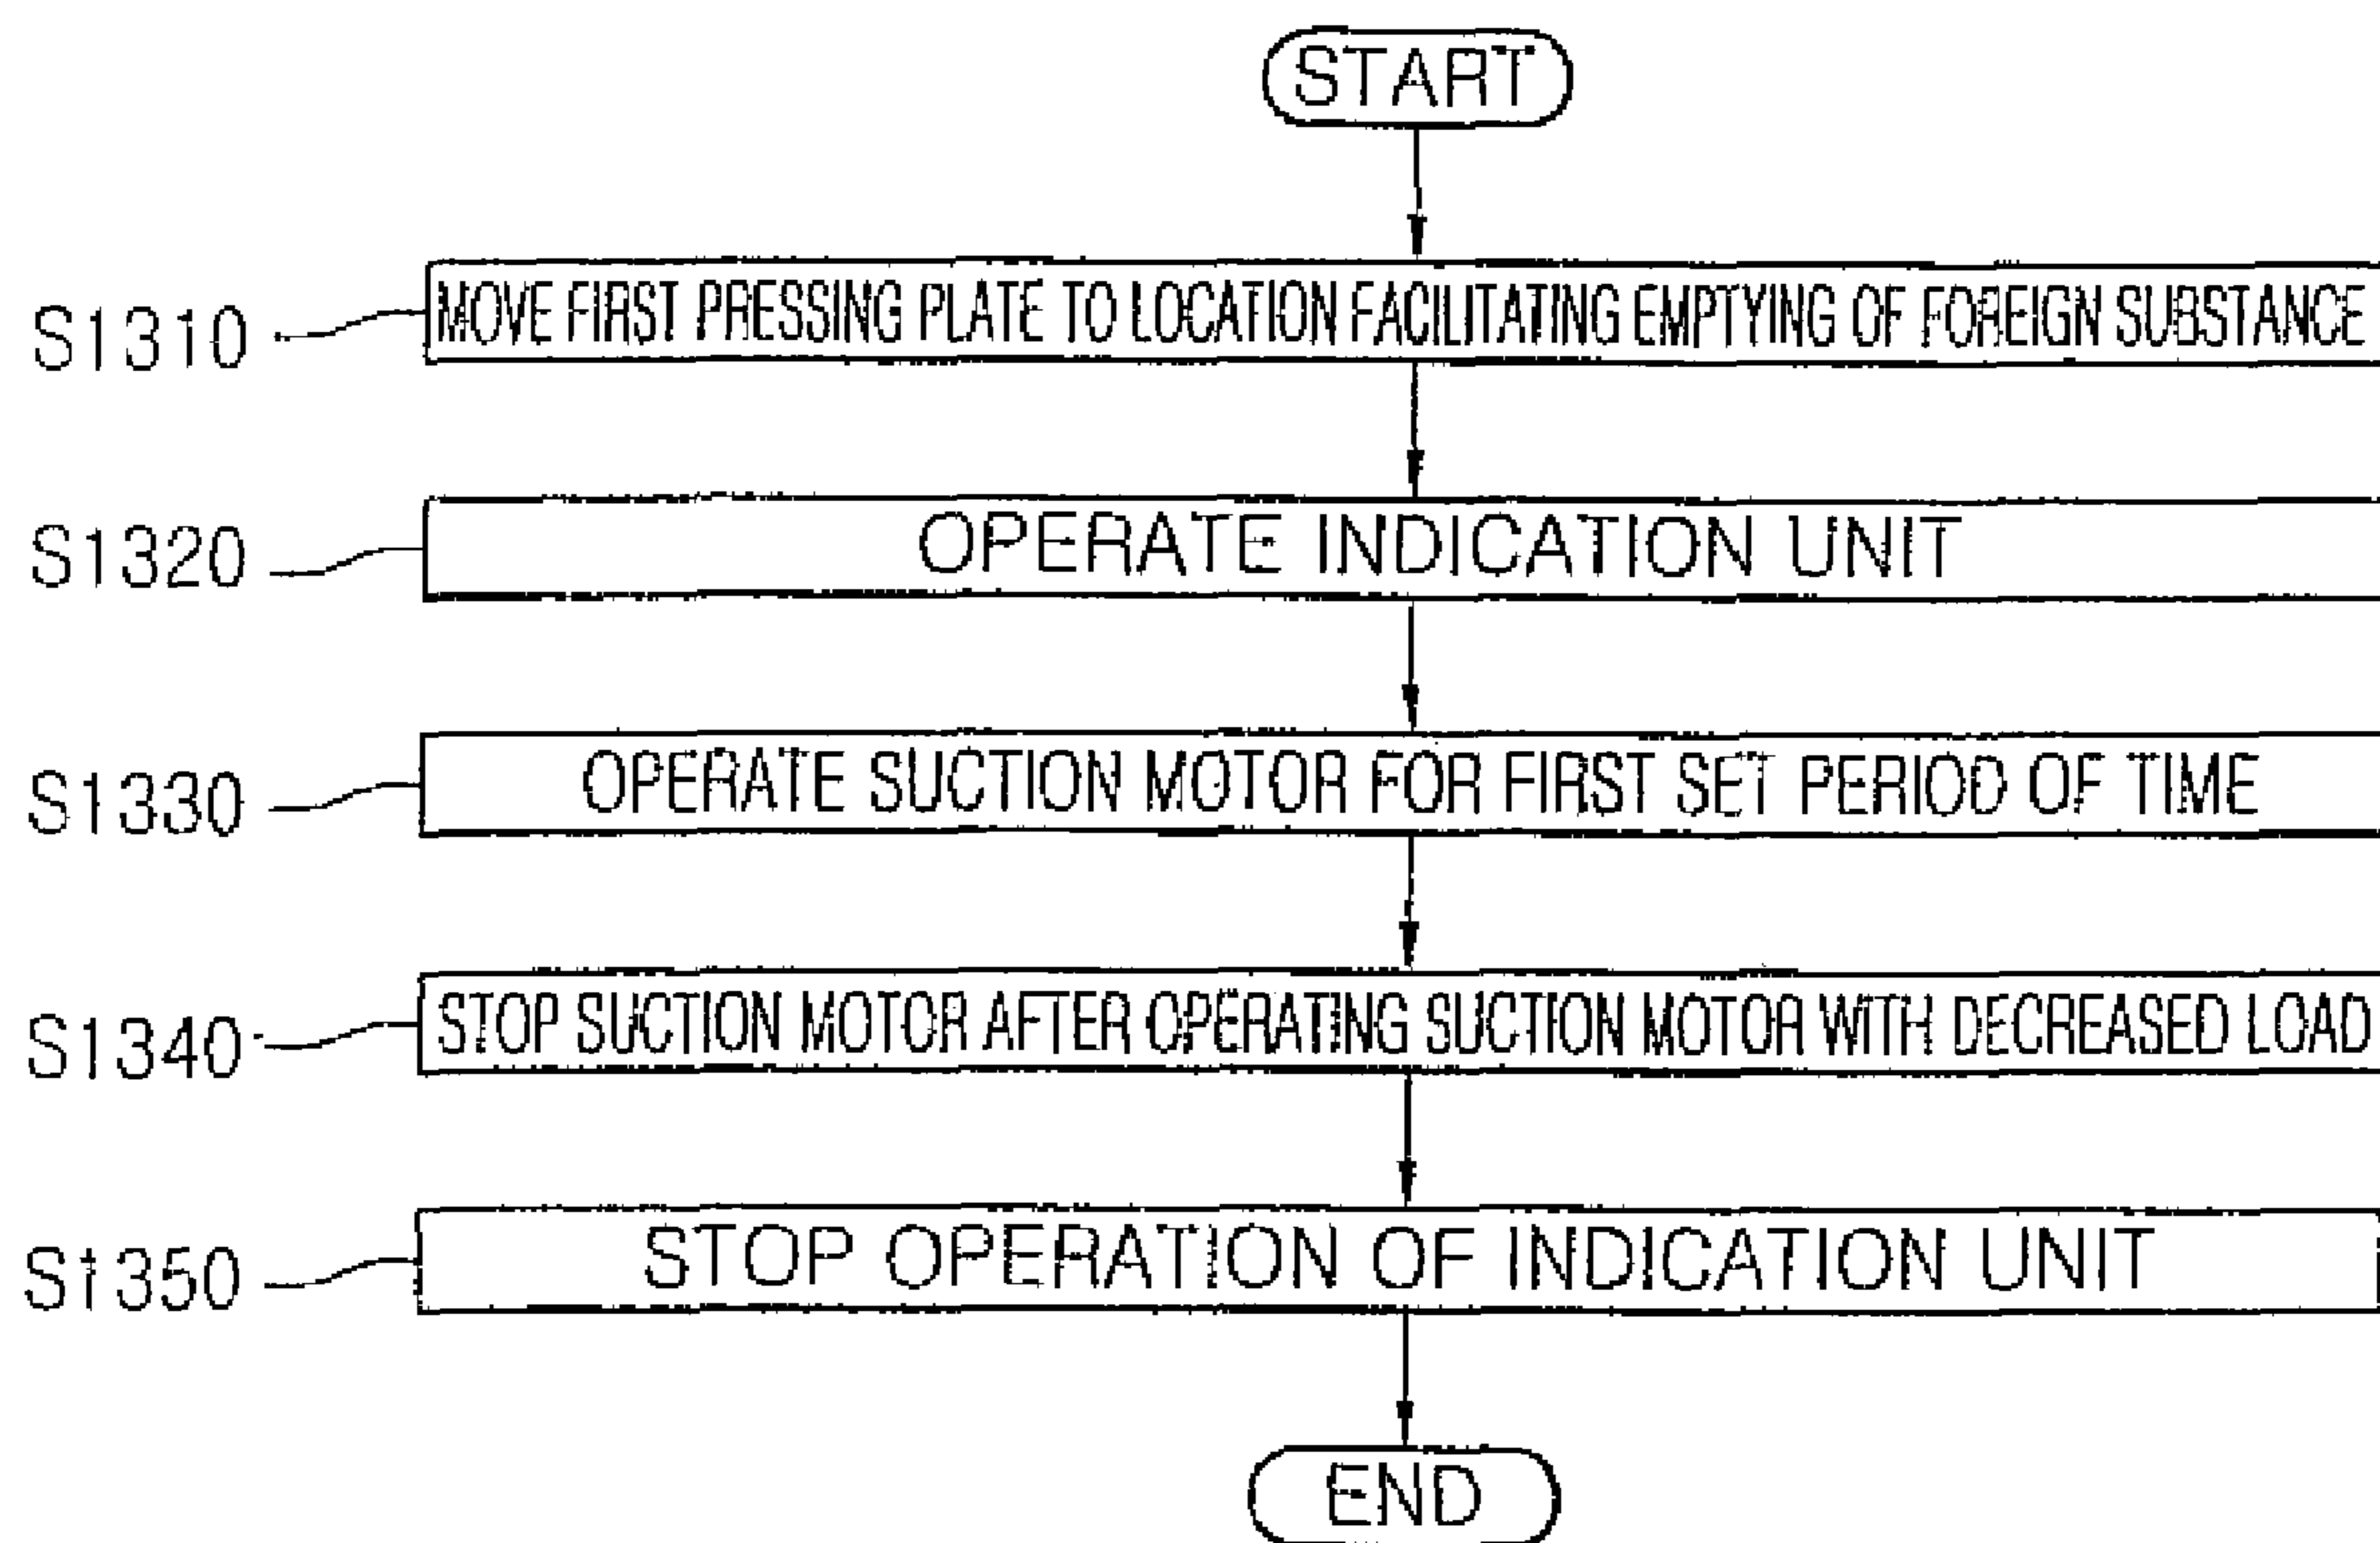 START
S1310 MOVE FIRST PRESSING PLATE TO LOCATION FACILITATING EMPTYING OF FOREIGN SUBSTANCE
S1320 OPERATE INDICATION UNIT
S1330 OPERATE SUCTION MOTOR FOR FIRST SET PERIOD OF TIME
S1340 STOP SUCTION MOTOR AFTER OPERATING SUCTION MOTOR WITH DECREASED LOAD
S1350 STOP OPERATION OF INDICATION UNIT
END